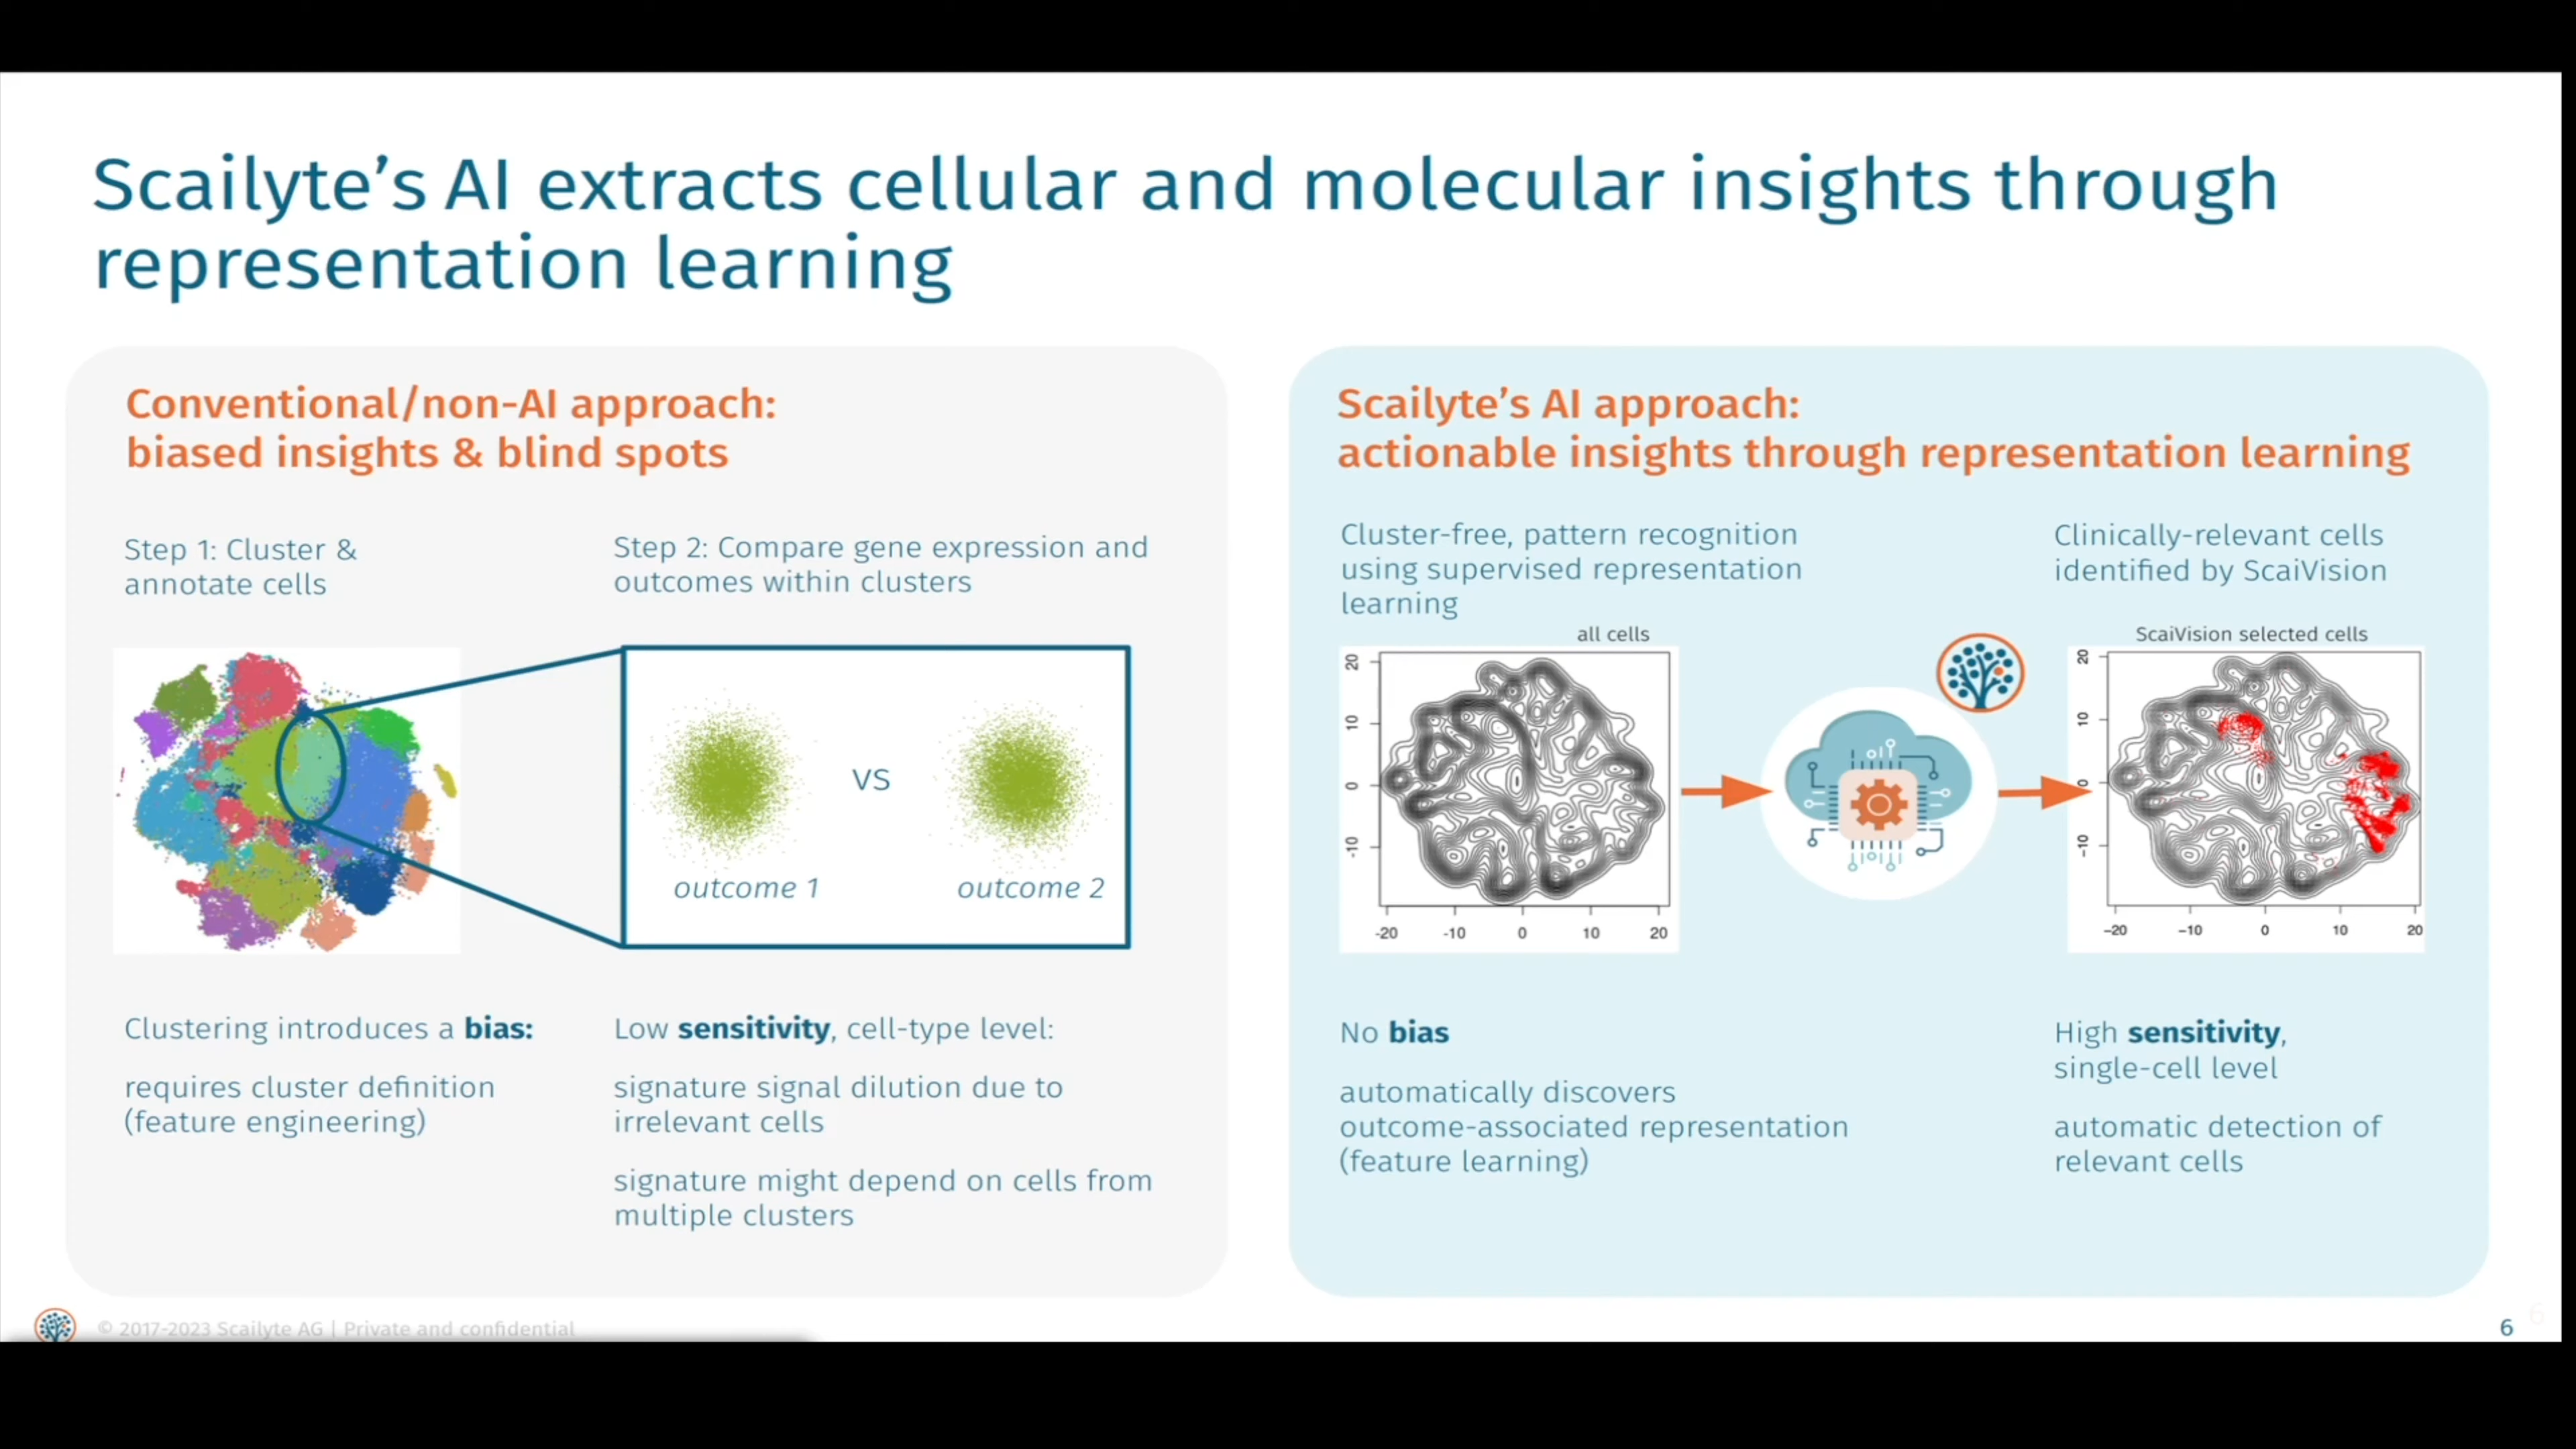 Scailyte’s AI extracts cellular and molecular insights through
representation learning
Conventional/non-AI approach:
biased insights & blind spots
Step 1: Cluster &
annotate cells
Step 2: Compare gene expression and
outcomes within clusters
vs
outcome 1
outcome 2
Clustering introduces a bias:
requires cluster definition
(feature engineering)
Low sensitivity, cell-type level:
signature signal dilution due to
irrelevant cells
signature might depend on cells from
multiple clusters
Scailyte’s AI approach:
actionable insights through representation learning
Cluster-free, pattern recognition
using supervised representation
learning
all cells
20
10
0
-10
-20 -10 0 10 20
Clinically-relevant cells
identified by ScaiVision
ScaiVision selected cells
20
10
0
-10
-20 -10 0 10 20
No bias
automatically discovers
outcome-associated representation
(feature learning)
High sensitivity,
single-cell level
automatic detection of
relevant cells
© 2017-2023 Scailyte AG | Private and confidential
6
6